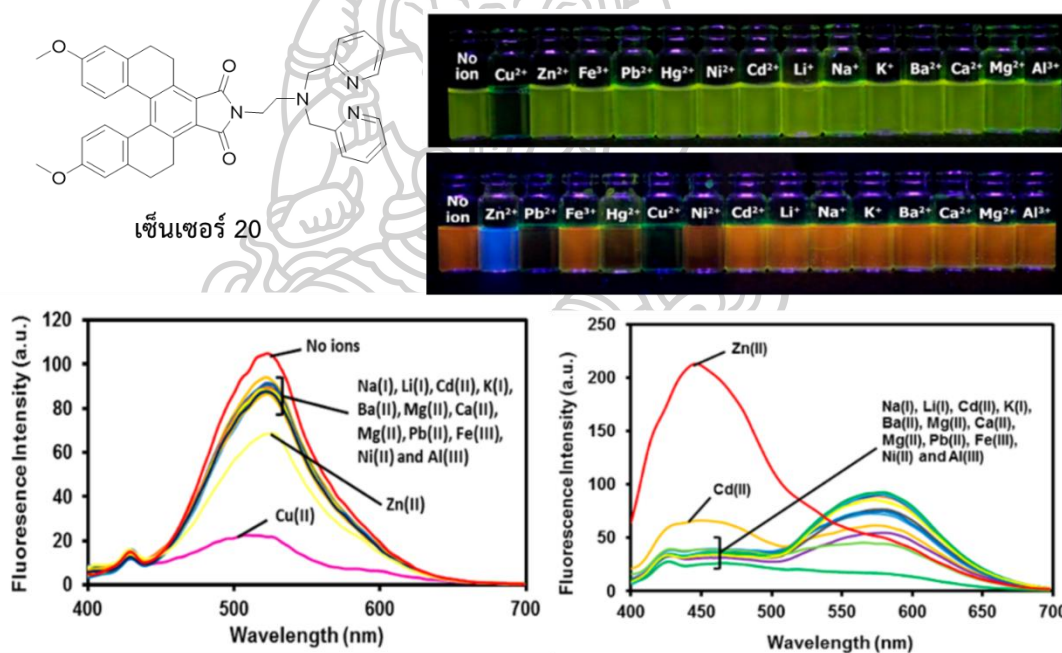 O
O
N
O
N
N
N
O
เซ็นเซอร์ 20
No ion Cu²⁺ Zn²⁺ Fe³⁺ Pb²⁺ Hg²⁺ Ni²⁺ Cd²⁺ Li⁺ Na⁺ K⁺ Ba²⁺ Ca²⁺ Mg²⁺ Al³⁺
No ion Zn²⁺ Pb²⁺ Fe³⁺ Hg²⁺ Cu²⁺ Ni²⁺ Cd²⁺ Li⁺ Na⁺ K⁺ Ba²⁺ Ca²⁺ Mg²⁺ Al³⁺
Fluoresence Intensity (a.u.)
120
100
80
60
40
20
0
No ions
Na(I), Li(I), Cd(II), K(I),
Ba(II), Mg(II), Ca(II),
Mg(II), Pb(II), Fe(III),
Ni(II) and Al(III)
Zn(II)
Cu(II)
400 500 600 700
Wavelength (nm)
Fluorescence Intensity (a.u.)
250
200
150
100
50
0
Zn(II)
Na(I), Li(I), Cd(II), K(I),
Ba(II), Mg(II), Ca(II),
Mg(II), Pb(II), Fe(III),
Ni(II) and Al(III)
Cd(II)
400 450 500 550 600 650 700
Wavelength (nm)